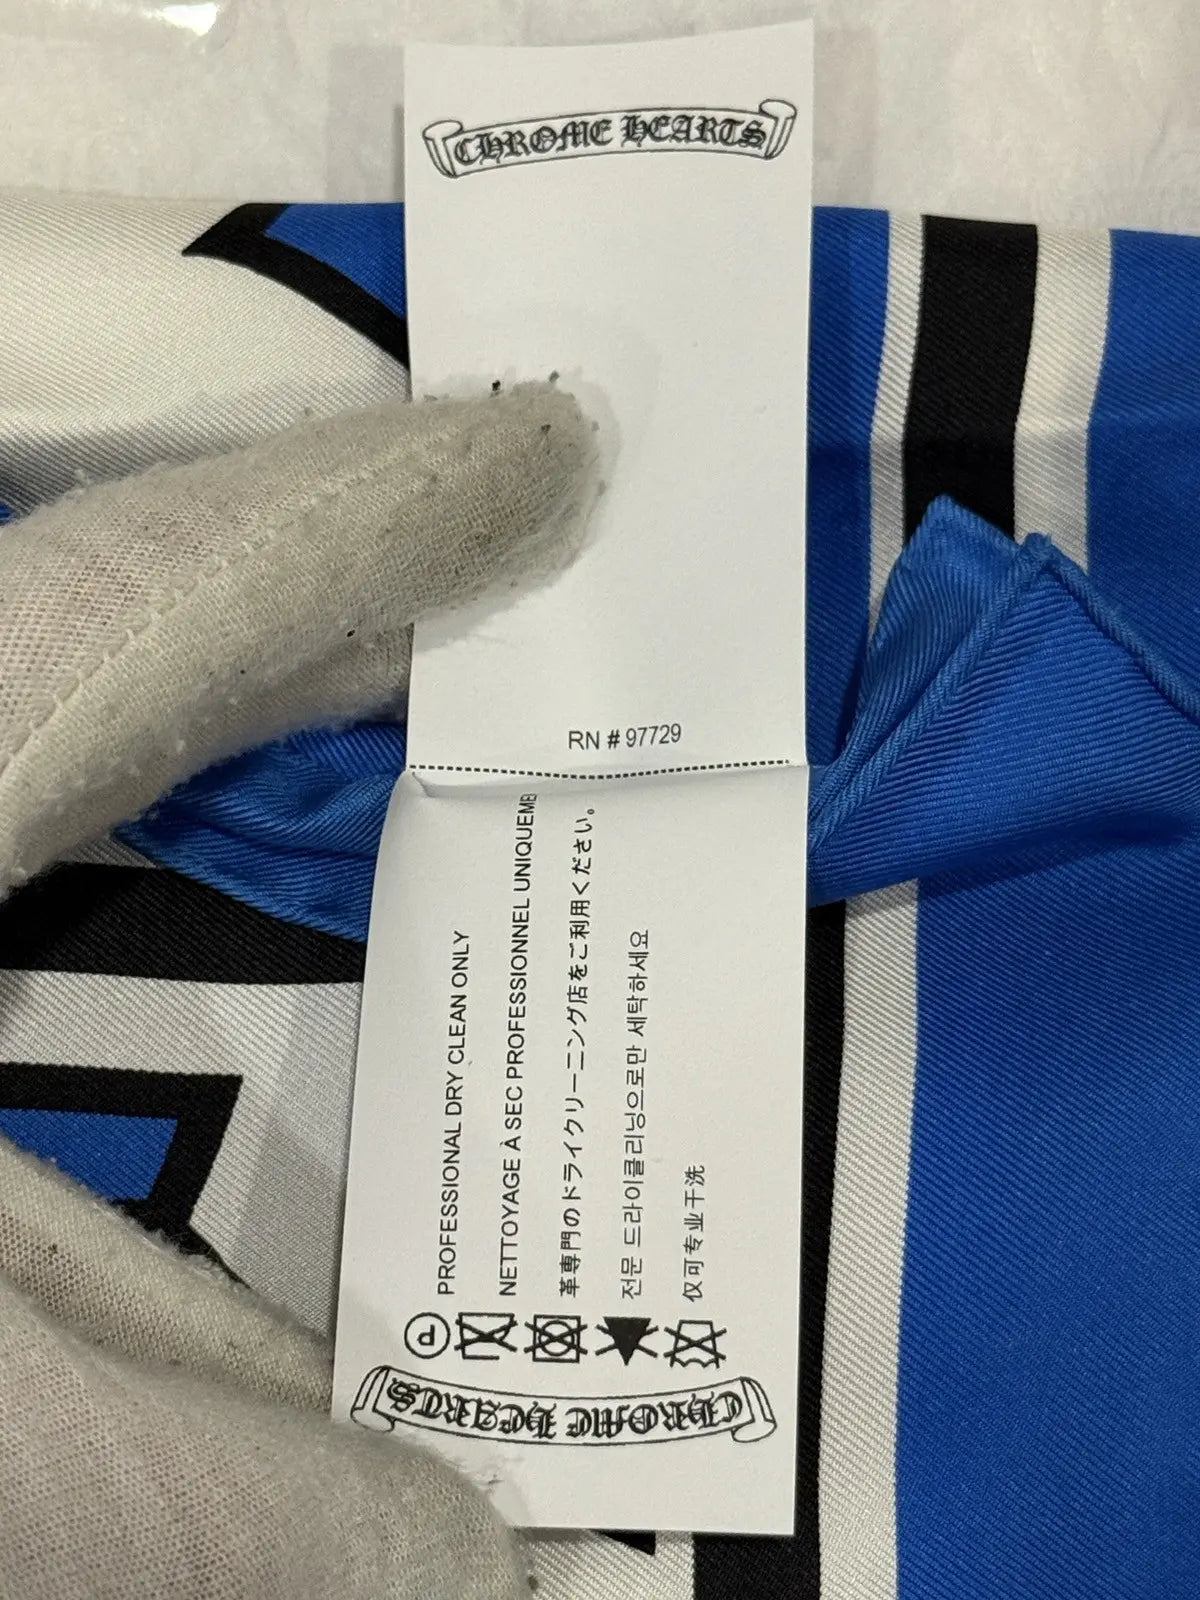 CHROME HEARTS
RN # 97729
PROFESSIONAL DRY CLEAN ONLY
NETTOYAGE À SEC PROFESSIONNEL UNIQUEME
革専門のドライクリーニング店をご利用ください。
전문 드라이클리닝으로만 세탁하세요
仅可专业干洗
P
CHROME HEARTS